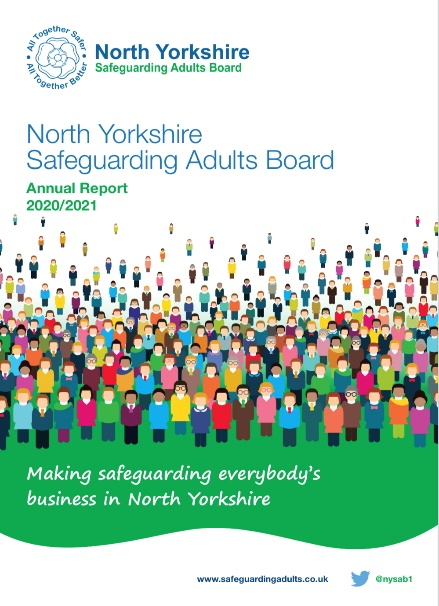 All Together Safer
All Together Better
North Yorkshire
Safeguarding Adults Board
North Yorkshire
Safeguarding Adults Board
Annual Report
2020/2021
Making safeguarding everybody's
business in North Yorkshire
www.safeguardingadults.co.uk
@nysab1